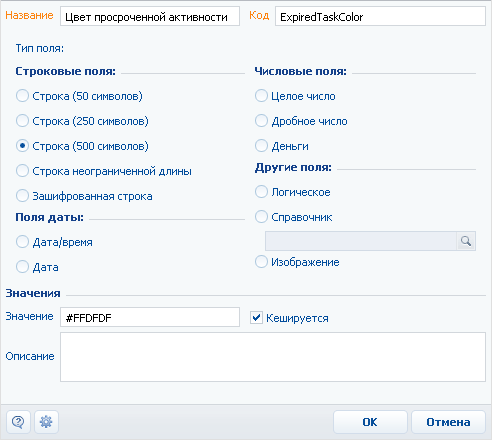 Название Цвет просроченной активности Код ExpiredTaskColor
Тип поля:
Строковые поля:
Строка (50 символов)
Строка (250 символов)
Строка (500 символов)
Строка неограниченной длины
Зашифрованная строка
Поля даты:
Дата/время
Дата
Числовые поля:
Целое число
Дробное число
Деньги
Другие поля:
Логическое
Справочник
Изображение
Значения
Значение #FFDFDF Кешируется
Описание
OK Отмена